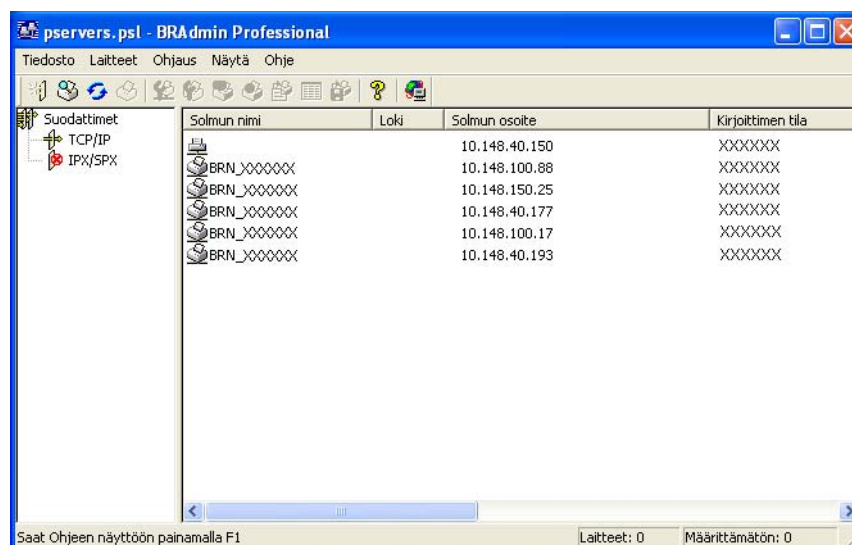 pservers.psl - BRAdmin Professional
Tiedosto Laitteet Ohjaus Näytä Ohje
Suodattimet
TCP/IP
IPX/SPX
Solmun nimi Loki Solmun osoite Kirjoittimen tila
10.148.40.150 XXXXXX
BRN_XXXXXX 10.148.100.88 XXXXXX
BRN_XXXXXX 10.148.150.25 XXXXXX
BRN_XXXXXX 10.148.40.177 XXXXXX
BRN_XXXXXX 10.148.100.17 XXXXXX
BRN_XXXXXX 10.148.40.193 XXXXXX
Saat Ohjeen näyttöön painamalla F1 Laitteet: 0 Määrittämätön: 0